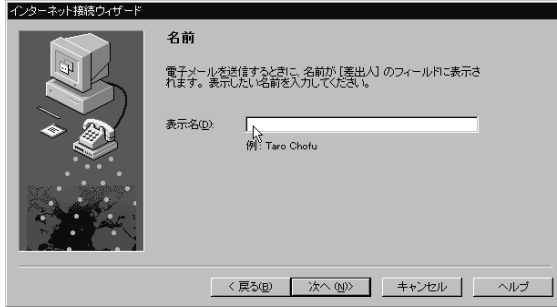 インターネット接続ウィザード
名前
電子メールを送信するときに、名前が [差出人] のフィールドに表示さ
れます。表示したい名前を入力してください。
表示名(D):
例 : Taro Chofu
< 戻る(B)
次へ (N)>
キャンセル
ヘルプ